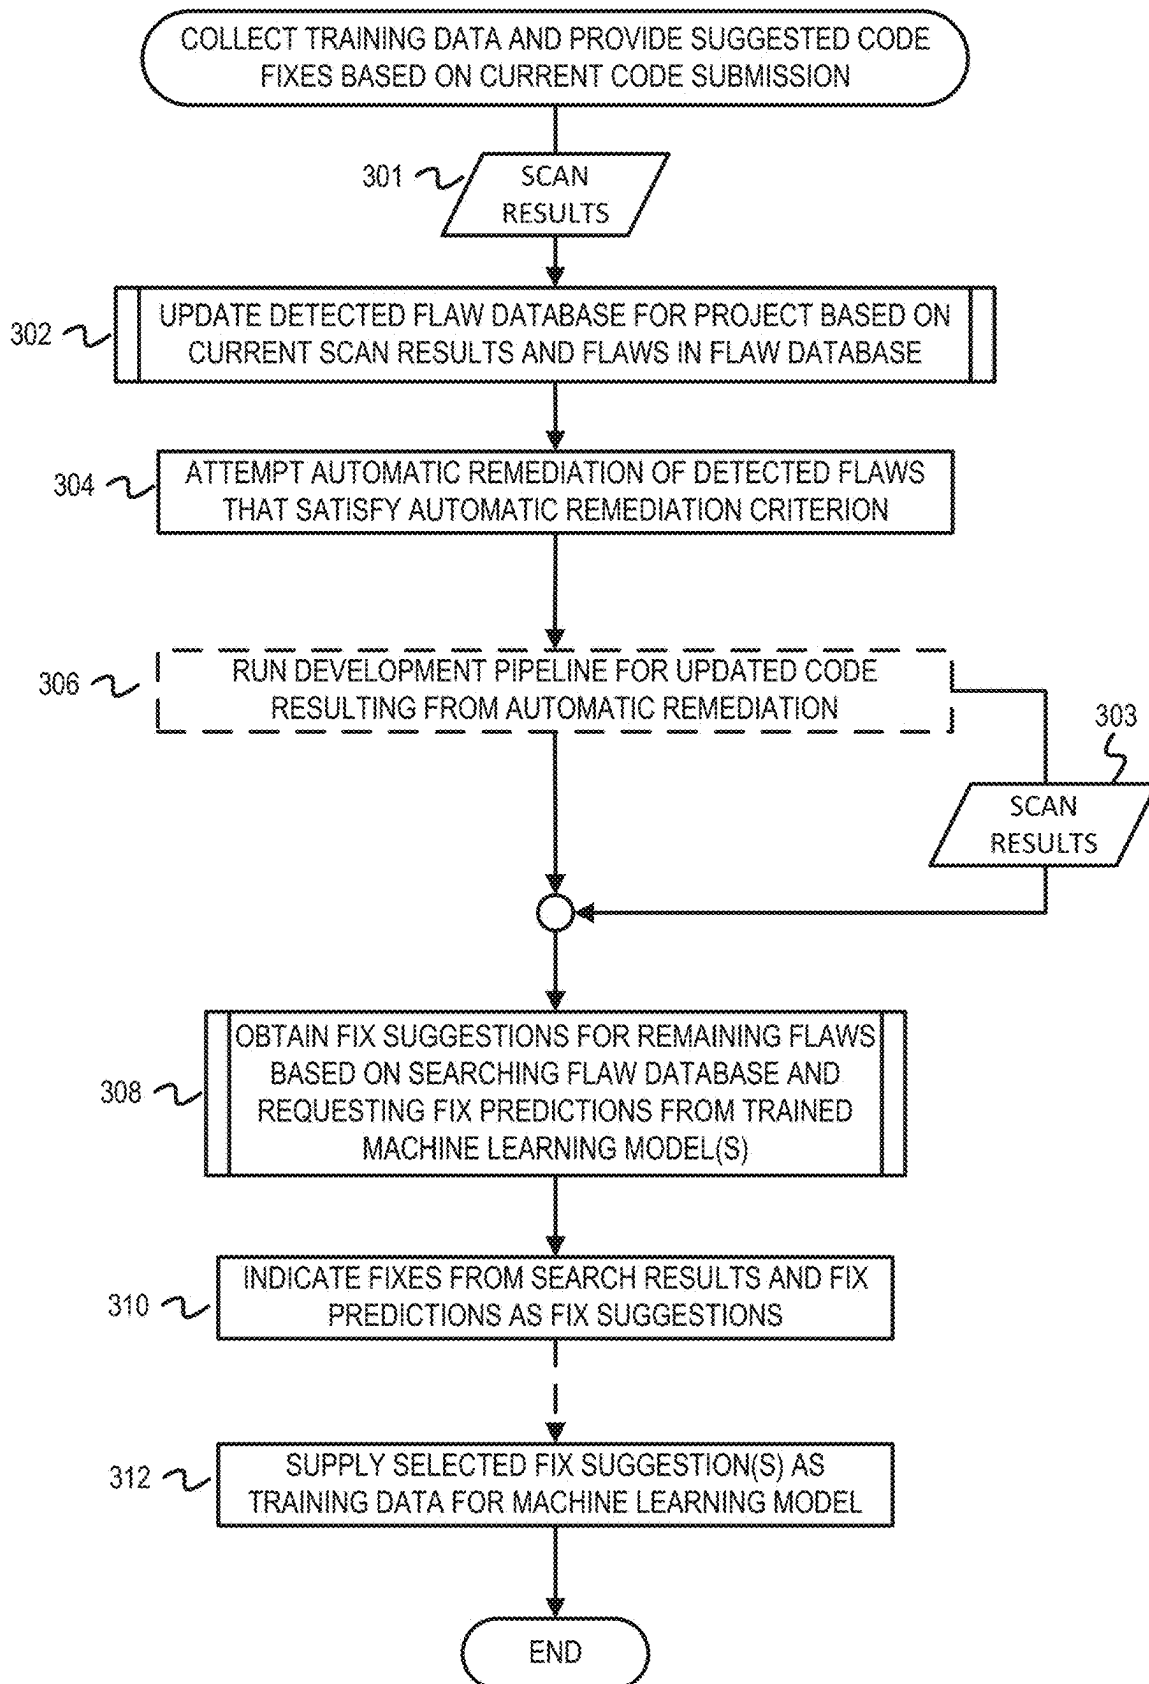 COLLECT TRAINING DATA AND PROVIDE SUGGESTED CODE
FIXES BASED ON CURRENT CODE SUBMISSION
301
SCAN
RESULTS
302
UPDATE DETECTED FLAW DATABASE FOR PROJECT BASED ON
CURRENT SCAN RESULTS AND FLAWS IN FLAW DATABASE
304
ATTEMPT AUTOMATIC REMEDIATION OF DETECTED FLAWS
THAT SATISFY AUTOMATIC REMEDIATION CRITERION
306
RUN DEVELOPMENT PIPELINE FOR UPDATED CODE
RESULTING FROM AUTOMATIC REMEDIATION
303
SCAN
RESULTS
308
OBTAIN FIX SUGGESTIONS FOR REMAINING FLAWS
BASED ON SEARCHING FLAW DATABASE AND
REQUESTING FIX PREDICTIONS FROM TRAINED
MACHINE LEARNING MODEL(S)
310
INDICATE FIXES FROM SEARCH RESULTS AND FIX
PREDICTIONS AS FIX SUGGESTIONS
312
SUPPLY SELECTED FIX SUGGESTION(S) AS
TRAINING DATA FOR MACHINE LEARNING MODEL
END